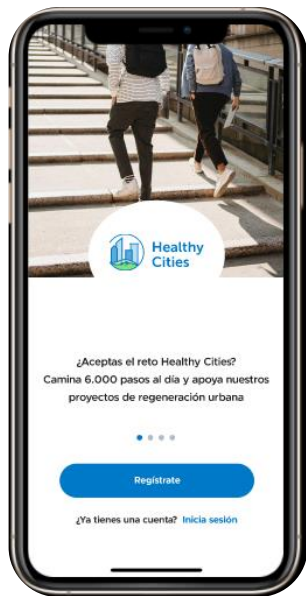 Healthy
Cities
¿Aceptas el reto Healthy Cities?
Camina 6.000 pasos al día y apoya nuestros
proyectos de regeneración urbana
Regístrate
¿Ya tienes una cuenta? Inicia sesión